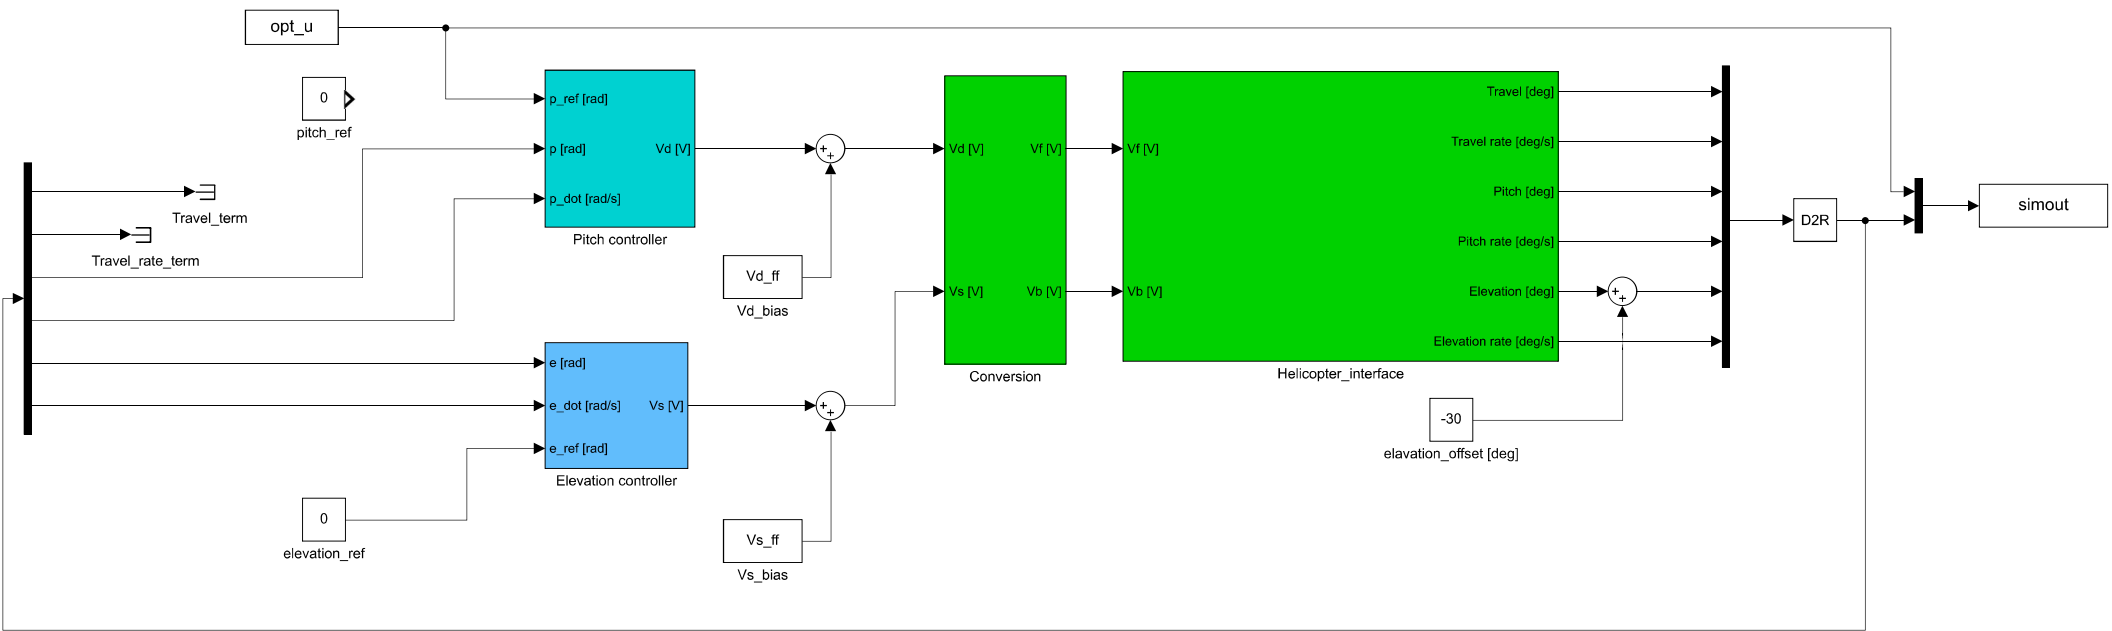 opt_u
0
pitch_ref
p_ref [rad]
p [rad]
p_dot [rad/s]
Vd [V]
Pitch controller
Travel_term
Travel_rate_term
Vd_ff
Vd_bias
e [rad]
e_dot [rad/s]
e_ref [rad]
Vs [V]
Elevation controller
0
elevation_ref
Vs_ff
Vs_bias
+
+
+
+
Vd [V]
Vs [V]
Vf [V]
Vb [V]
Conversion
Vf [V]
Vb [V]
Travel [deg]
Travel rate [deg/s]
Pitch [deg]
Pitch rate [deg/s]
Elevation [deg]
Elevation rate [deg/s]
Helicopter_interface
+
+
-30
elavation_offset [deg]
D2R
simout